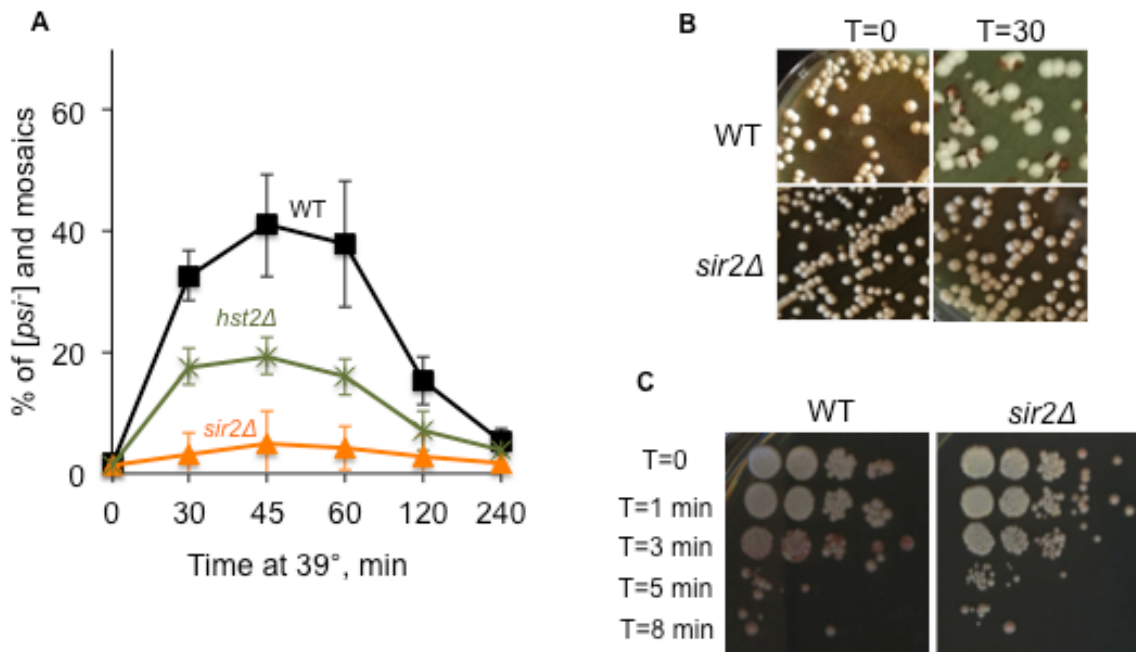 A
% of [psi-] and mosaics
60
40
20
0
WT
hst2Δ
sir2Δ
0 30 45 60 120 240
Time at 39°, min
B
T=0 T=30
WT
sir2Δ
C
WT sir2Δ
T=0
T=1 min
T=3 min
T=5 min
T=8 min